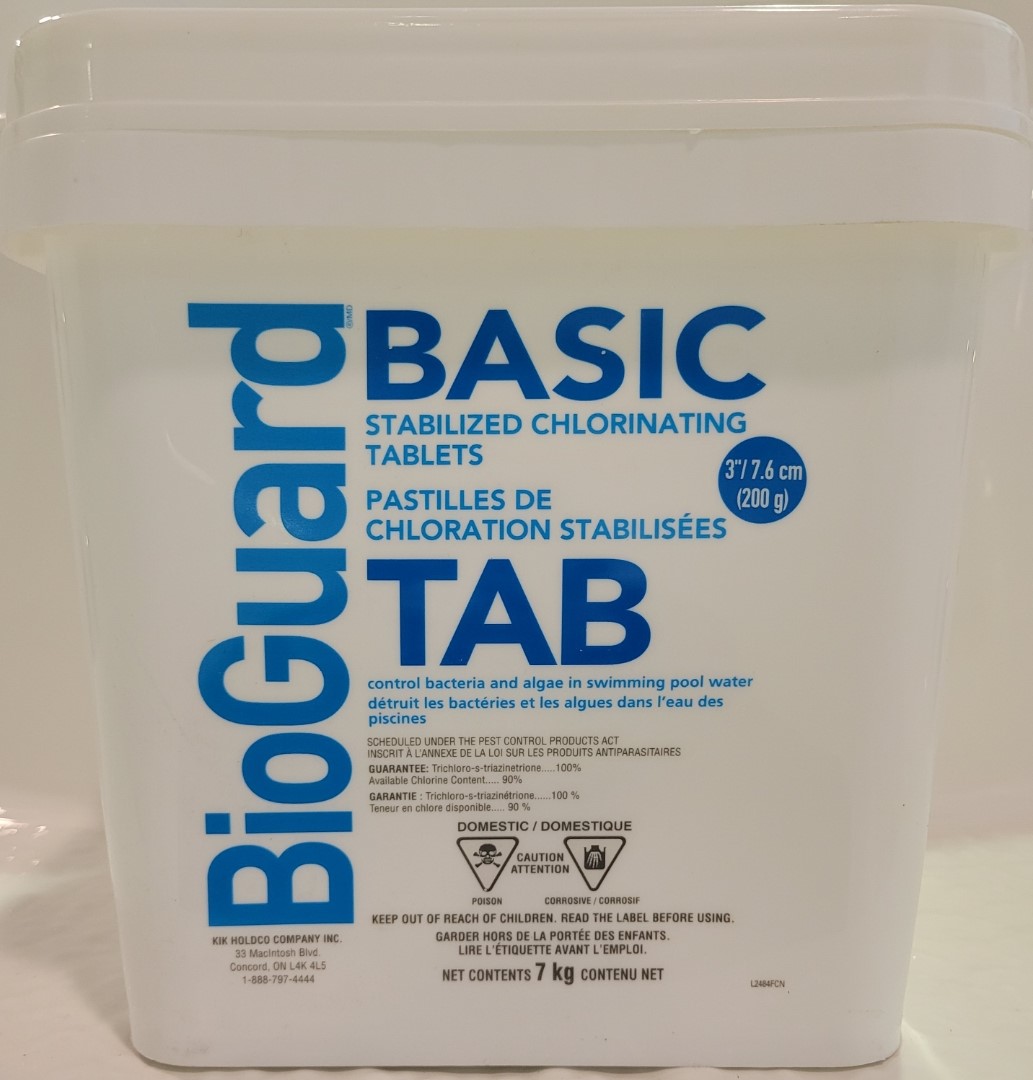 BioGuard
®/MD
BASIC
STABILIZED CHLORINATING
TABLETS
3"/7.6 cm
(200 g)
PASTILLES DE
CHLORATION STABILISÉES
TAB
control bacteria and algae in swimming pool water
détruit les bactéries et les algues dans l'eau des
piscines
SCHEDULED UNDER THE PEST CONTROL PRODUCTS ACT
INSCRIT À L'ANNEXE DE LA LOI SUR LES PRODUITS ANTIPARASITAIRES
GUARANTEE: Trichloro-s-triazinetrione.....100%
Available Chlorine Content..... 90%
GARANTIE : Trichloro-s-triazinétrione......100 %
Teneur en chlore disponible..... 90 %
DOMESTIC / DOMESTIQUE
CAUTION
ATTENTION
POISON
CORROSIVE / CORROSIF
KEEP OUT OF REACH OF CHILDREN. READ THE LABEL BEFORE USING.
GARDER HORS DE LA PORTÉE DES ENFANTS.
LIRE L'ÉTIQUETTE AVANT L'EMPLOI.
NET CONTENTS 7 kg CONTENU NET
KIK HOLDCO COMPANY INC.
33 MacIntosh Blvd.
Concord, ON L4K 4L5
1-888-797-4444
L2484FCN